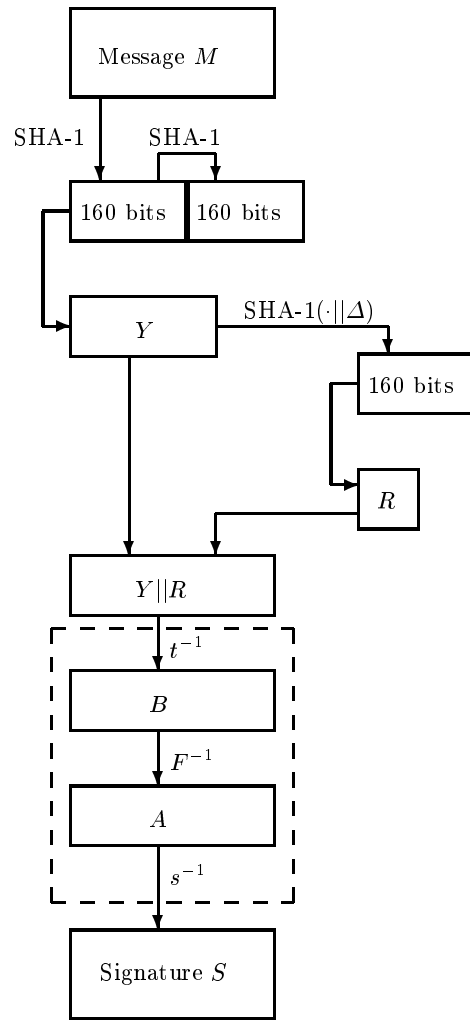 Message M
SHA-1
SHA-1
160 bits
160 bits
Y
SHA-1(·||Δ)
160 bits
R
Y||R
t⁻¹
B
F⁻¹
A
s⁻¹
Signature S